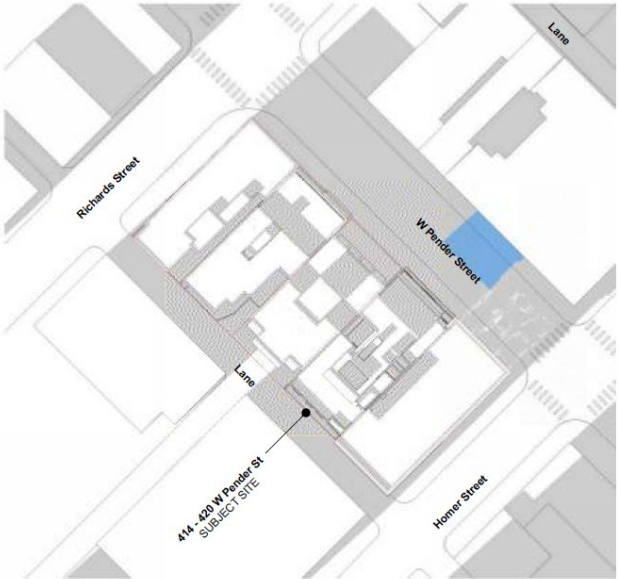 Lane
Richards Street
W Pender Street
Lane
414 - 420 W Pender St
SUBJECT SITE
Homer Street